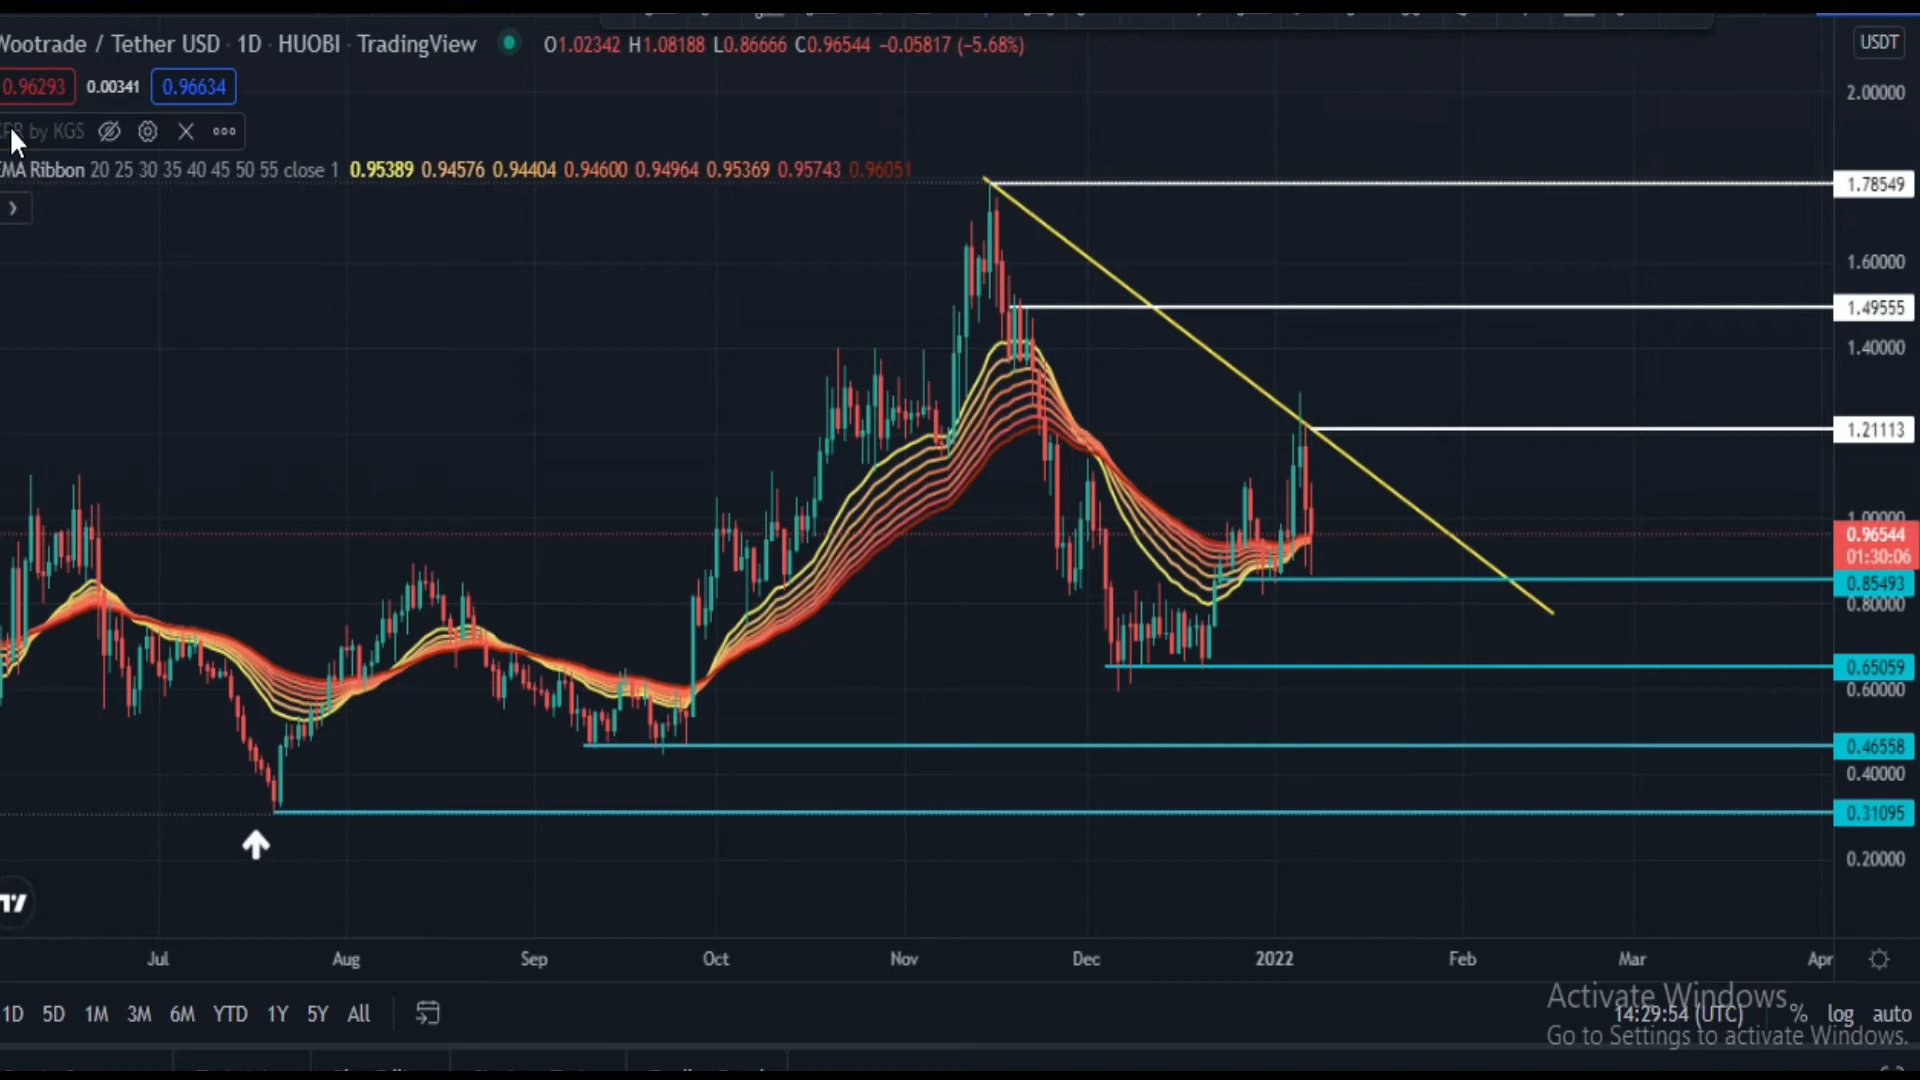 Wootrade / Tether USD · 1D · HUOBI · TradingView O1.02342 H1.08188 L0.86666 C0.96544 −0.05817 (−5.68%) USDT
0.96293 0.00341 0.96634
2.00000
by KGS
EMA Ribbon 20 25 30 35 40 45 50 55 close 1 0.95389 0.94576 0.94404 0.94600 0.94964 0.95369 0.95743 0.96051
1.78549
1.60000
1.49555
1.40000
1.21113
1.00000
0.96544
01:30:06
0.85493
0.80000
0.65059
0.60000
0.46558
0.40000
0.31095
0.20000
Jul Aug Sep Oct Nov Dec 2022 Feb Mar Apr
Activate Windows
1D 5D 1M 3M 6M YTD 1Y 5Y All 14:29:54 (UTC) % log auto
Go to Settings to activate Windows.